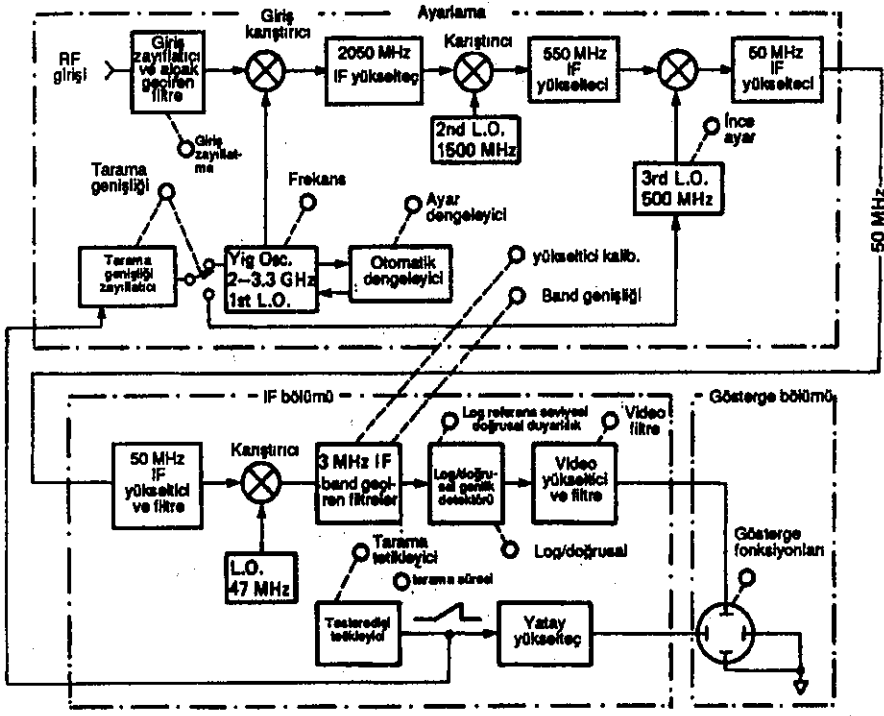 Ayarlama
RF
girişi
Giriş
zayıflatıcı
ve alçak
geçiren
filtre
Giriş
karıştırıcı
2050 MHz
IF yükselteç
Karıştırıcı
550 MHz
IF
yükselteci
50 MHz
IF
yükselteci
Giriş
zayıflat-
ma
2nd L.O.
1500 MHz
İnce
ayar
3rd L.O.
500 MHz
50 MHz
Tarama
genişliği
Frekans
Ayar
dengeleyici
Tarama
genişliği
zayıflatıcı
Yig Osc.
2–3.3 GHz
1st L.O.
Otomatik
dengeleyici
yükseltici kalib.
Band genişliği
IF bölümü
Gösterge bölümü
Log referans seviyesel
doğrusal duyarlılık
Video
filtre
50 MHz
IF
yükseltici
ve filtre
Karıştırıcı
3 MHz IF
band geçi-
ren filtreler
Log/doğru-
sal genlik
detektörü
Video
yükseltici
ve filtre
Log/doğrusal
L.O.
47 MHz
Tarama
tetikleyici
tarama süresi
Testeredişi
tetikleyici
Yatay
yükselteç
Gösterge
fonksiyonları